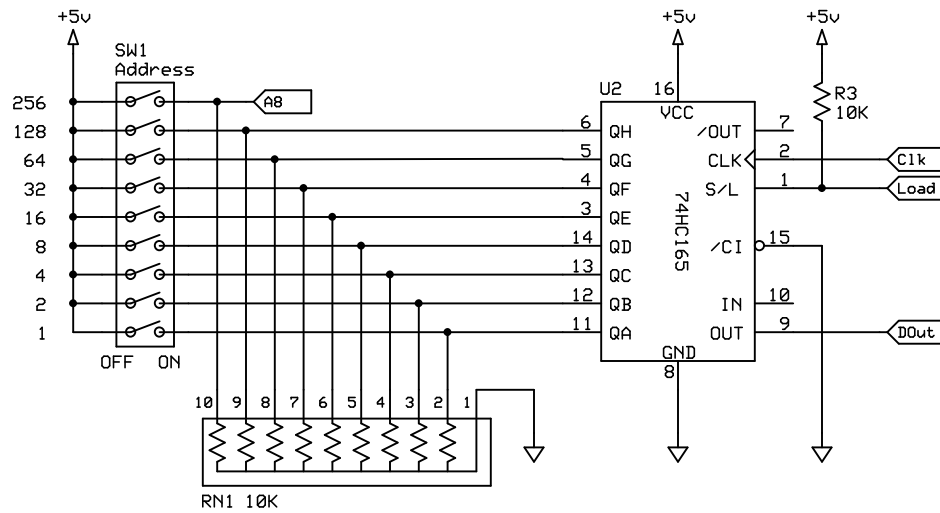 +5v
+5v
+5v
SW1
Address
256
128
64
32
16
8
4
2
1
OFF ON
A8
U2
16
VCC
6 QH
5 QG
4 QF
3 QE
14 QD
13 QC
12 QB
11 QA
74HC165
/OUT 7
CLK 2
S/L 1
/CI 15
IN 10
OUT 9
GND
8
R3
10K
Clk
Load
DOut
10 9 8 7 6 5 4 3 2 1
RN1 10K